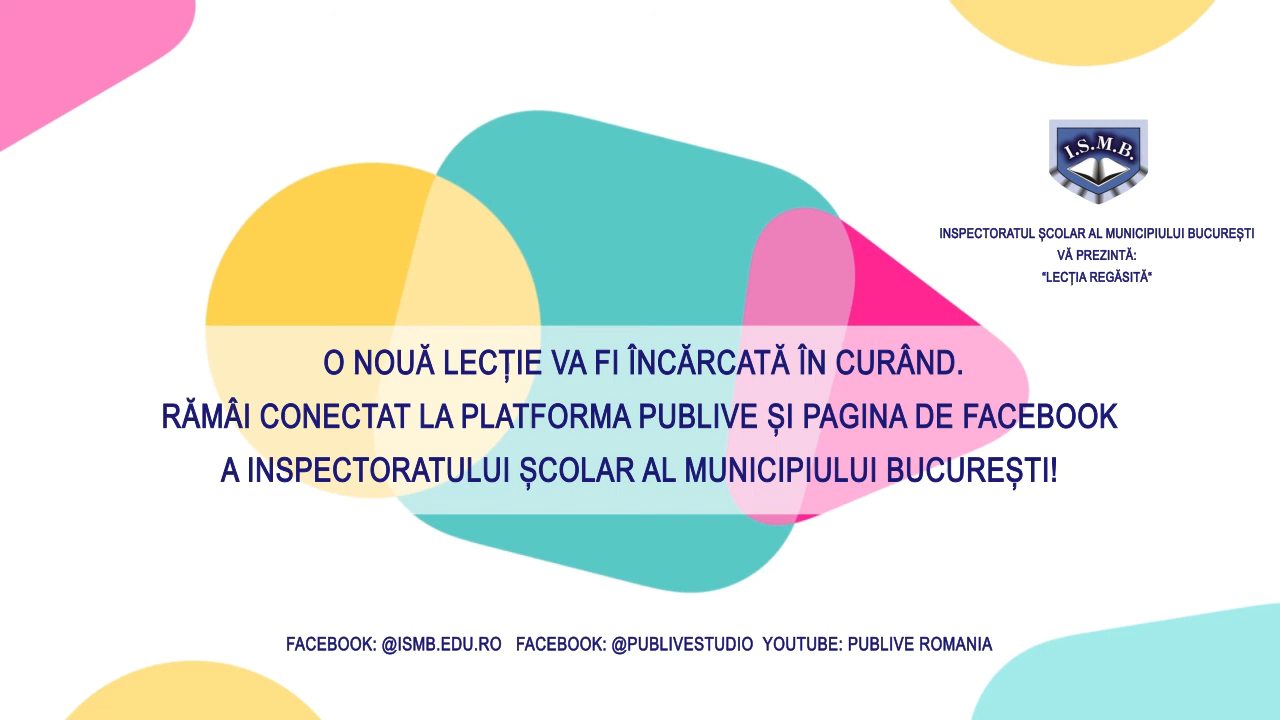 I.S.M.B.
INSPECTORATUL ȘCOLAR AL MUNICIPIULUI BUCUREȘTI
VĂ PREZINTĂ:
"LECȚIA REGĂSITĂ"
O NOUĂ LECȚIE VA FI ÎNCĂRCATĂ ÎN CURÂND.
RĂMÂI CONECTAT LA PLATFORMA PUBLIVE ȘI PAGINA DE FACEBOOK
A INSPECTORATULUI ȘCOLAR AL MUNICIPIULUI BUCUREȘTI!
FACEBOOK: @ISMB.EDU.RO FACEBOOK: @PUBLIVESTUDIO YOUTUBE: PUBLIVE ROMANIA